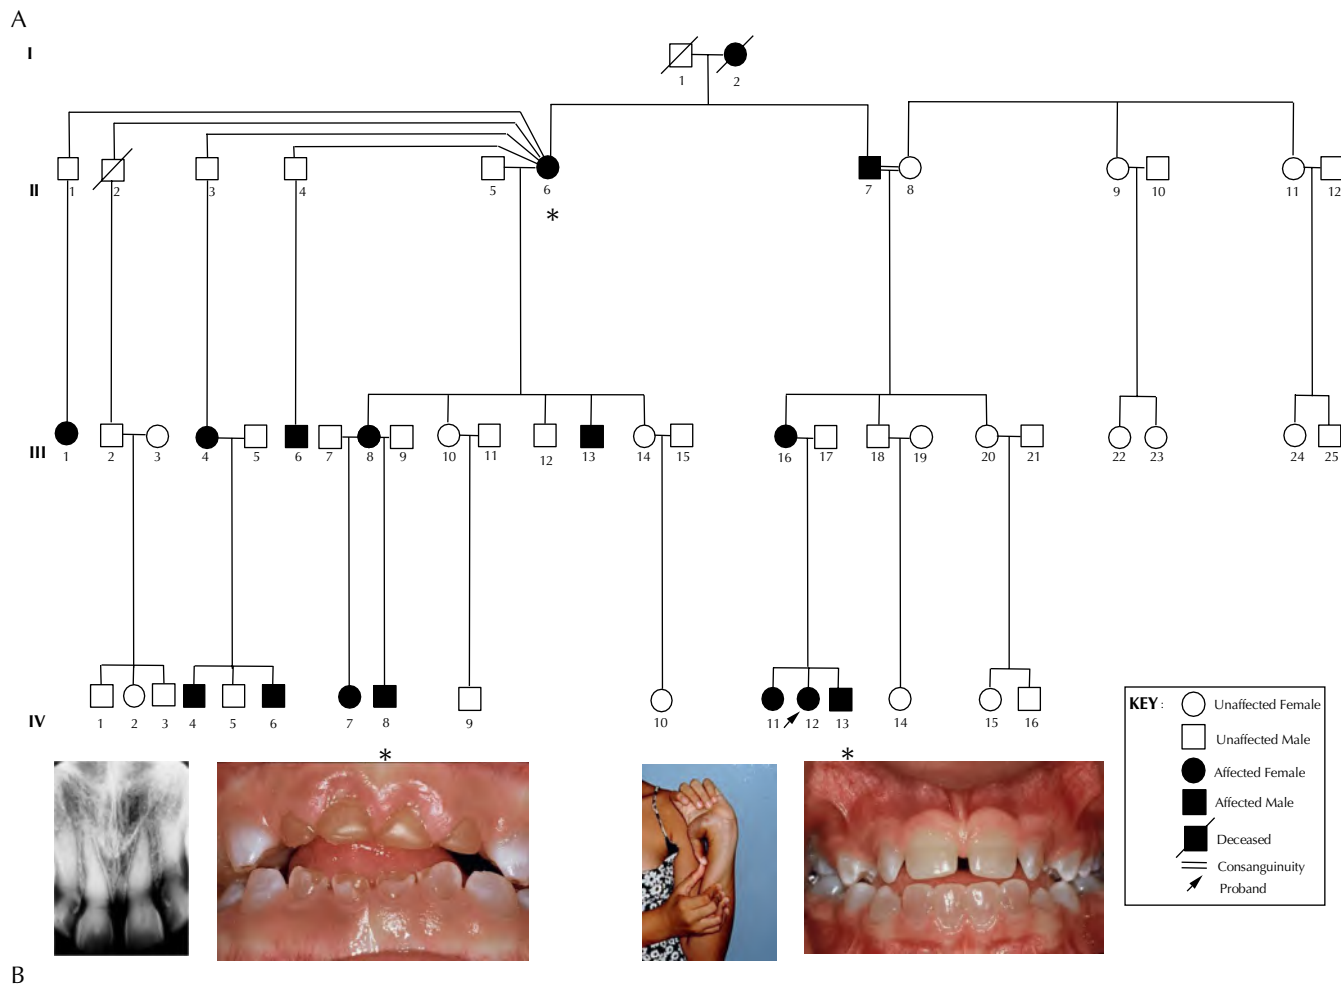 A
I
1 2
1 2 3 4 5 6 7 8 9 10 11 12
II
*
III
1 2 3 4 5 6 7 8 9 10 11 12 13 14 15 16 17 18 19 20 21 22 23 24 25
IV
1 2 3 4 5 6 7 8 9 10 11 12 13 14 15 16
* *
KEY :
Unaffected Female
Unaffected Male
Affected Female
Affected Male
Deceased
Consanguinity
Proband
B